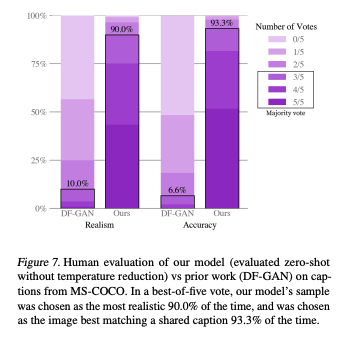 100%
75%
50%
25%
0%
90.0%
93.3%
10.0%
6.6%
DF-GAN Ours DF-GAN Ours
Realism Accuracy
Number of Votes
0/5
1/5
2/5
3/5
4/5
5/5
Majority vote
Figure 7. Human evaluation of our model (evaluated zero-shot
without temperature reduction) vs prior work (DF-GAN) on cap-
tions from MS-COCO. In a best-of-five vote, our model's sample
was chosen as the most realistic 90.0% of the time, and was chosen
as the image best matching a shared caption 93.3% of the time.